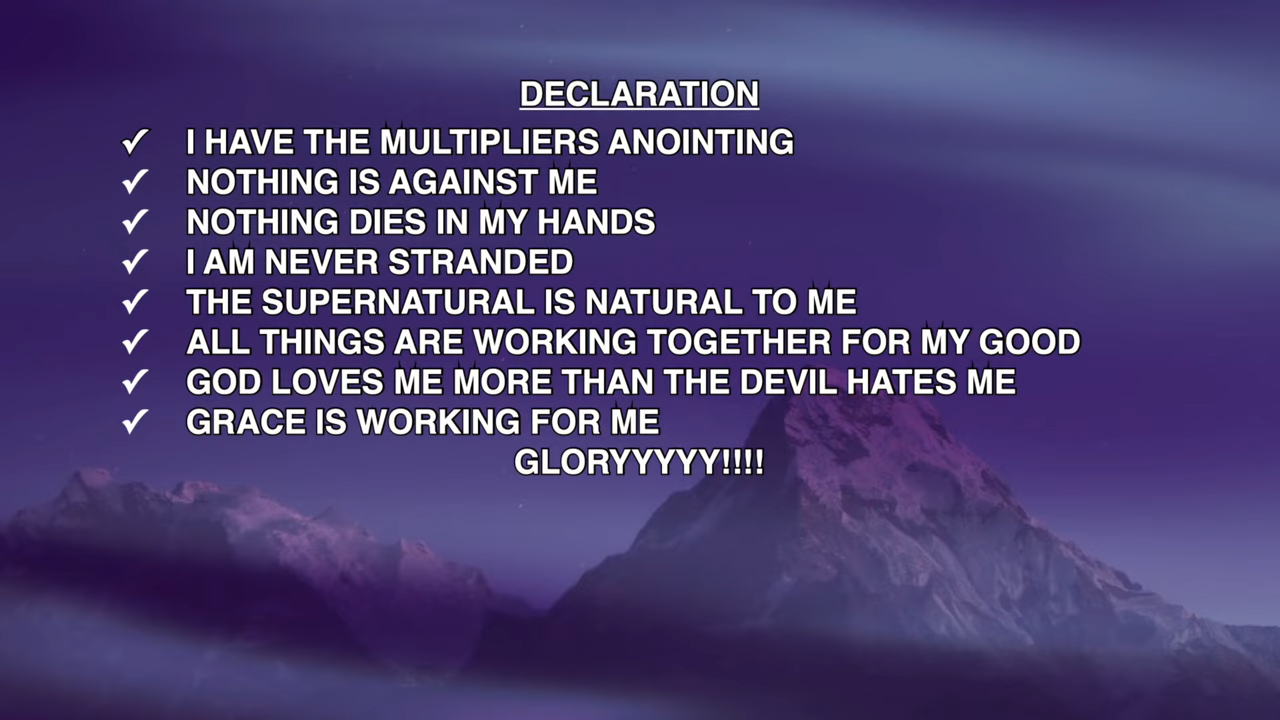 DECLARATION
✓ I HAVE THE MULTIPLIERS ANOINTING
✓ NOTHING IS AGAINST ME
✓ NOTHING DIES IN MY HANDS
✓ I AM NEVER STRANDED
✓ THE SUPERNATURAL IS NATURAL TO ME
✓ ALL THINGS ARE WORKING TOGETHER FOR MY GOOD
✓ GOD LOVES ME MORE THAN THE DEVIL HATES ME
✓ GRACE IS WORKING FOR ME
GLORYYYYY!!!!